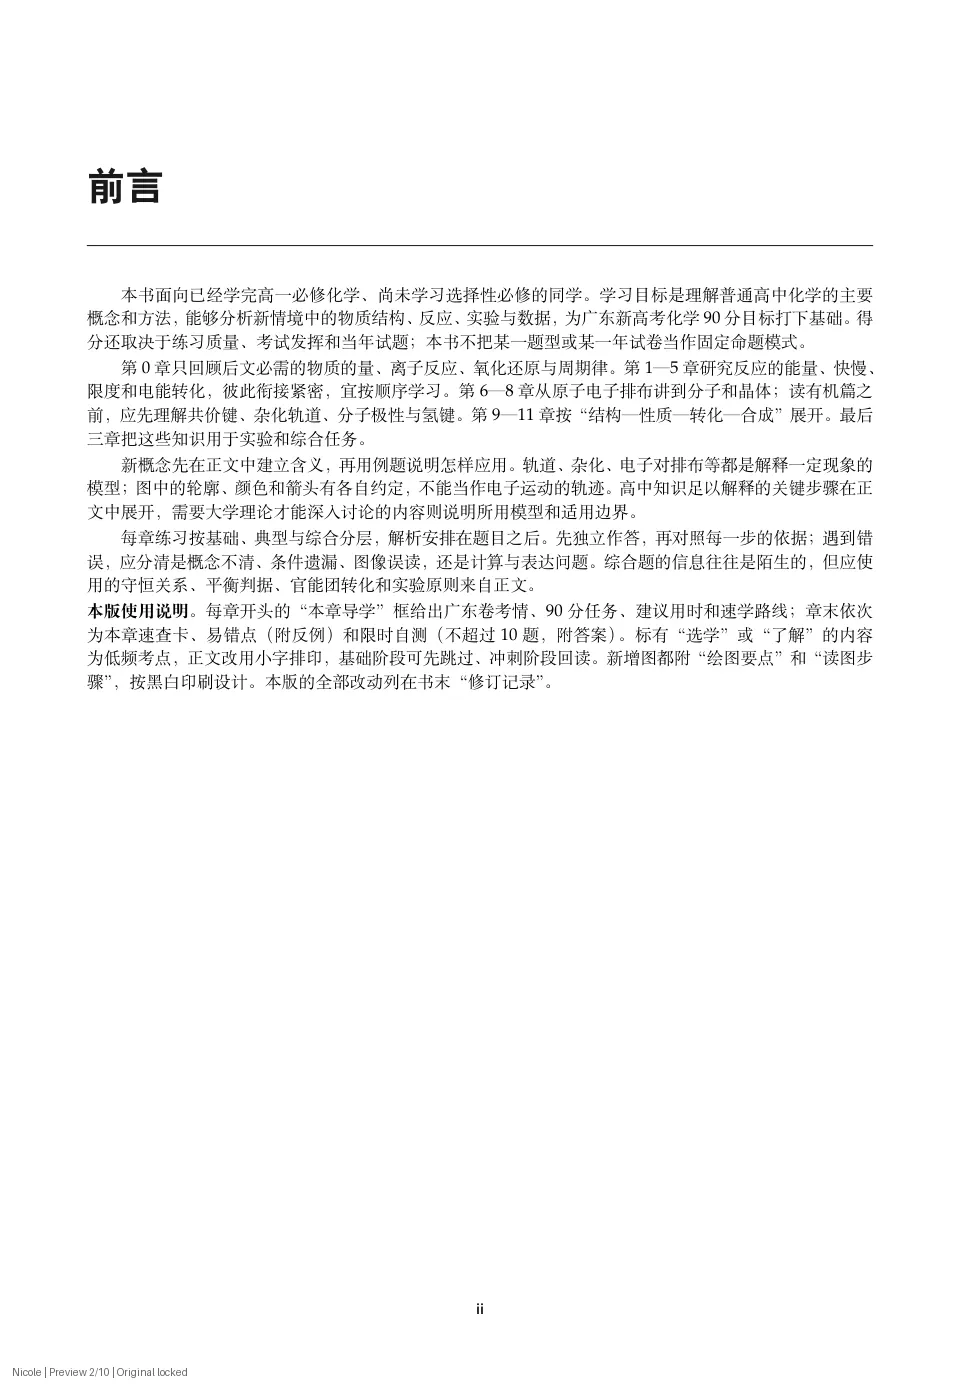 前言
本书面向已经学完高一必修化学、尚未学习选择性必修的同学。学习目标是理解普通高中化学的主要
概念和方法，能够分析新情境中的物质结构、反应、实验与数据，为广东新高考化学 90 分目标打下基础。得
分还取决于练习质量、考试发挥和当年试题；本书不把某一题型或某一年试卷当作固定命题模式。
第 0 章只回顾后文必需的物质的量、离子反应、氧化还原与周期律。第 1—5 章研究反应的能量、快慢、
限度和电能转化，彼此衔接紧密，宜按顺序学习。第 6—8 章从原子电子排布讲到分子和晶体；读有机篇之
前，应先理解共价键、杂化轨道、分子极性与氢键。第 9—11 章按“结构—性质—转化—合成”展开。最后
三章把这些知识用于实验和综合任务。
新概念先在正文中建立含义，再用例题说明怎样应用。轨道、杂化、电子对排布等都是解释一定现象的
模型；图中的轮廓、颜色和箭头有各自约定，不能当作电子运动的轨迹。高中知识足以解释的关键步骤在正
文中展开，需要大学理论才能深入讨论的内容则说明所用模型和适用边界。
每章练习按基础、典型与综合分层，解析安排在题目之后。先独立作答，再对照每一步的依据；遇到错
误，应分清是概念不清、条件遗漏、图像误读，还是计算与表达问题。综合题的信息往往是陌生的，但应使
用的守恒关系、平衡判据、官能团转化和实验原则来自正文。
本版使用说明。每章开头的“本章导学”框给出广东卷考情、90 分任务、建议用时和速学路线；章末依次
为本章速查卡、易错点（附反例）和限时自测（不超过 10 题，附答案）。标有“选学”或“了解”的内容
为低频考点，正文改用小字排印，基础阶段可先跳过、冲刺阶段回读。新增图都附“绘图要点”和“读图步
骤”，按黑白印刷设计。本版的全部改动列在书末“修订记录”。
ii
Nicole | Preview 2/10 | Original locked